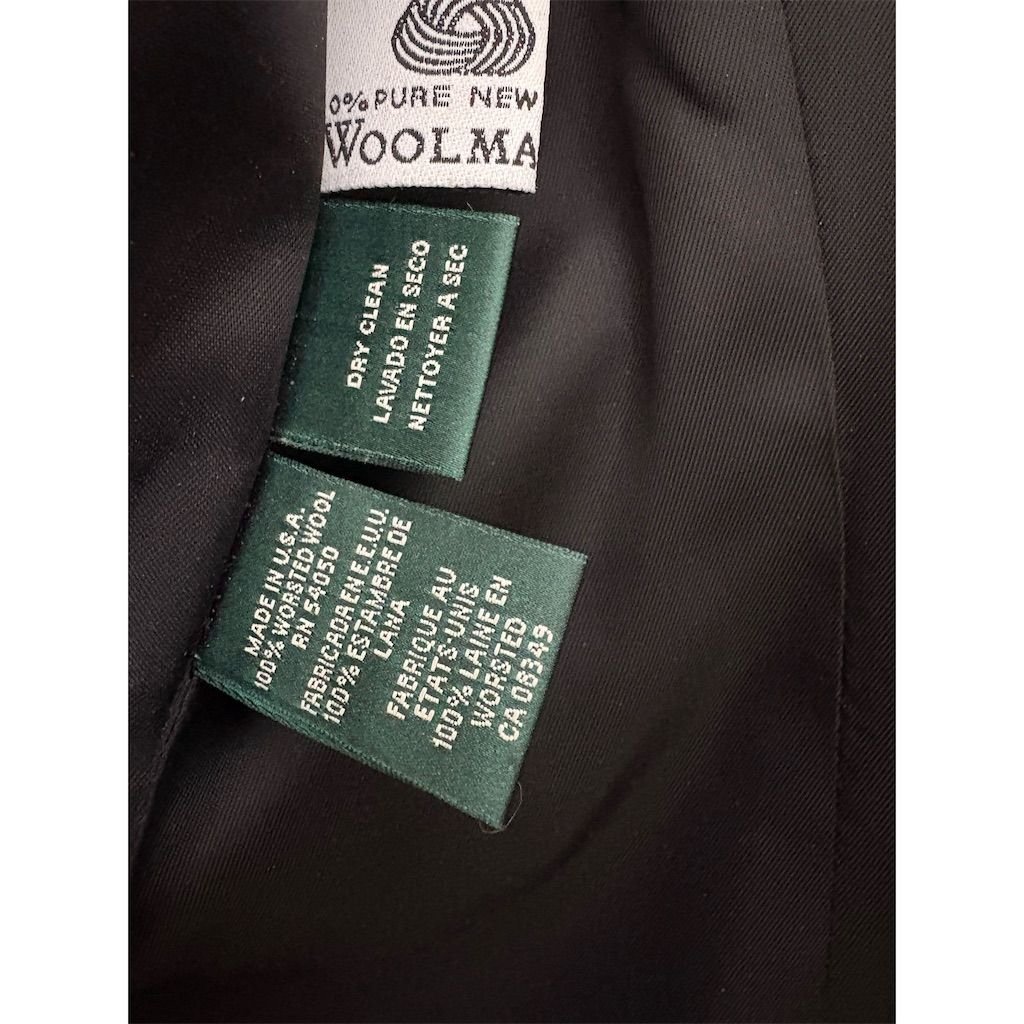 0% PURE NEW
WOOLMA
DRY CLEAN
LAVADO EN SECO
NETTOYER A SEC
MADE IN U.S.A.
100% WORSTED WOOL
RN 54050
FABRICADA EN E.E.U.U.
100% ESTAMBRE DE
LANA
FABRIQUE AU
ETATS UNIS
100% LAINE EN
WORSTED
CA 08349